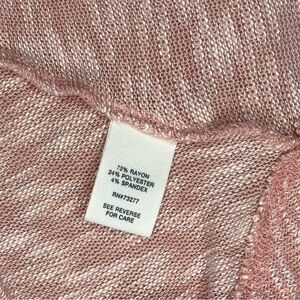 72% RAYON
24% POLYESTER
4% SPANDEX
RN#73277
SEE REVERSE
FOR CARE